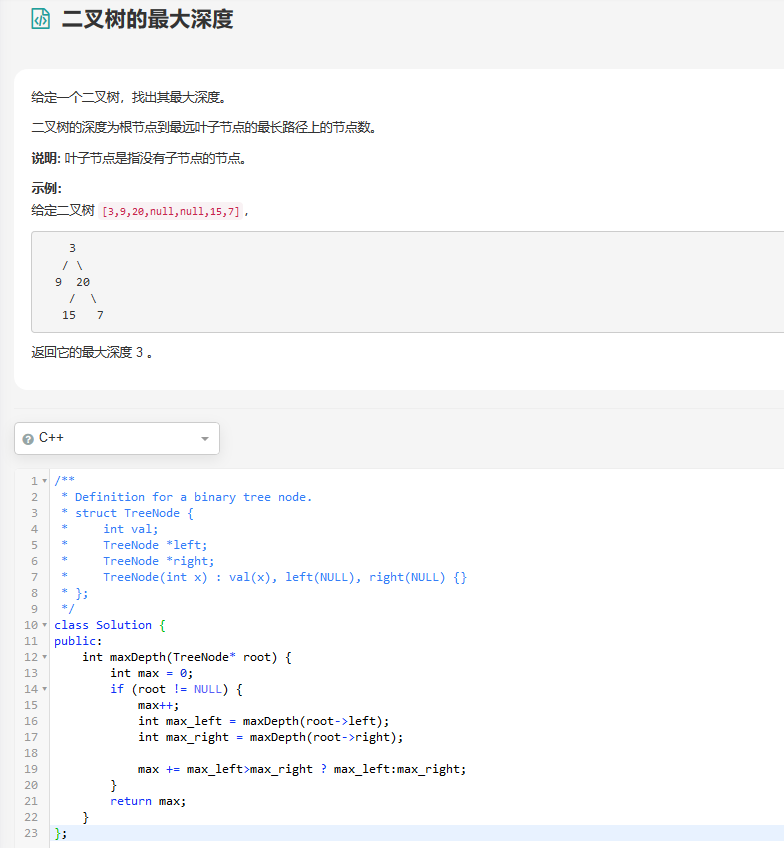 二叉树的最大深度
给定一个二叉树，找出其最大深度。
二叉树的深度为根节点到最远叶子节点的最长路径上的节点数。
说明: 叶子节点是指没有子节点的节点。
示例：
给定二叉树 [3,9,20,null,null,15,7]，
3
/ \
9  20
/  \
15   7
返回它的最大深度 3 。
C++
1 /**
2  * Definition for a binary tree node.
3  * struct TreeNode {
4  *     int val;
5  *     TreeNode *left;
6  *     TreeNode *right;
7  *     TreeNode(int x) : val(x), left(NULL), right(NULL) {}
8  * };
9  */
10 class Solution {
11 public:
12     int maxDepth(TreeNode* root) {
13         int max = 0;
14         if (root != NULL) {
15             max++;
16             int max_left = maxDepth(root->left);
17             int max_right = maxDepth(root->right);
18
19             max += max_left>max_right ? max_left:max_right;
20         }
21         return max;
22     }
23 };